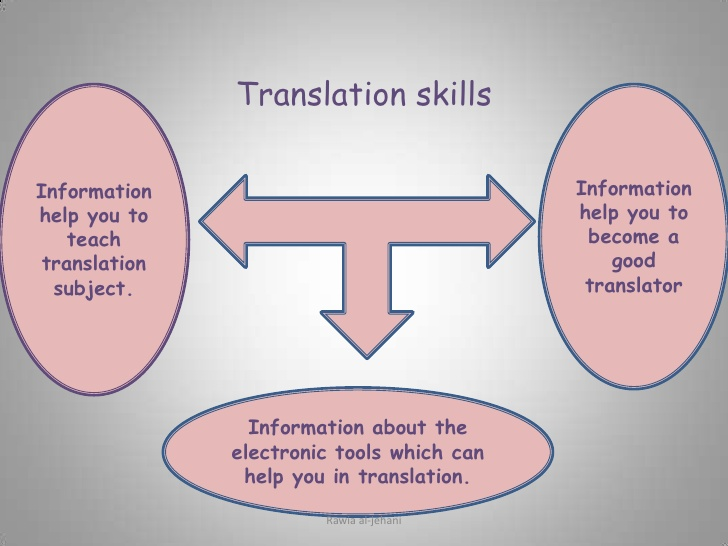 Translation skills
Information
help you to
teach
translation
subject.
Information
help you to
become a
good
translator
Information about the
electronic tools which can
help you in translation.
Rawia al-jehani